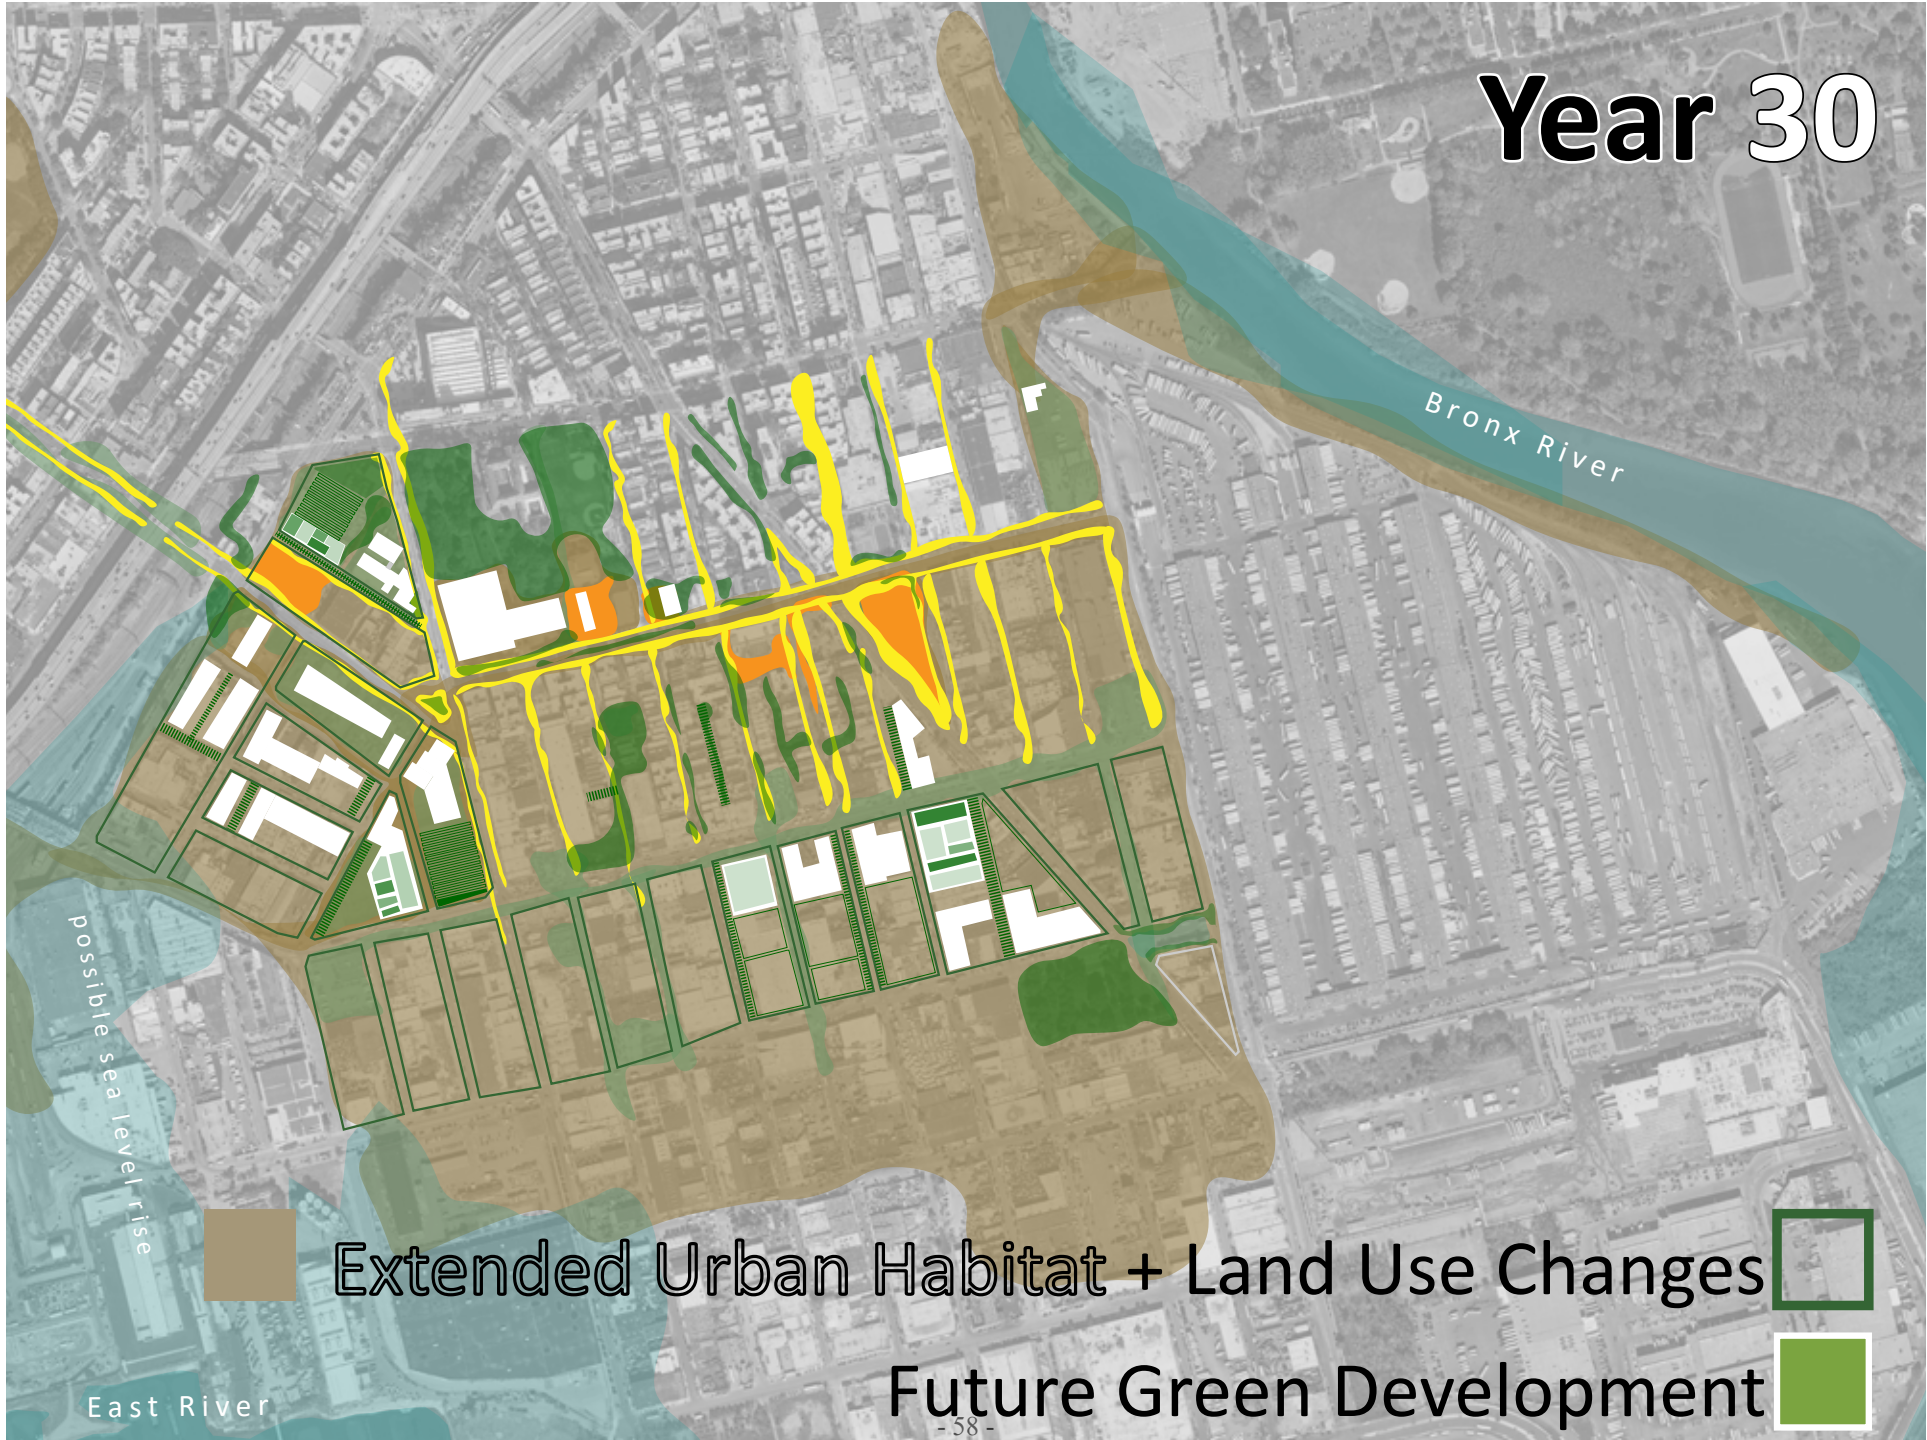 Year 30
Bronx River
possible sea level rise
Extended Urban Habitat + Land Use Changes
Future Green Development
East River
- 58 -